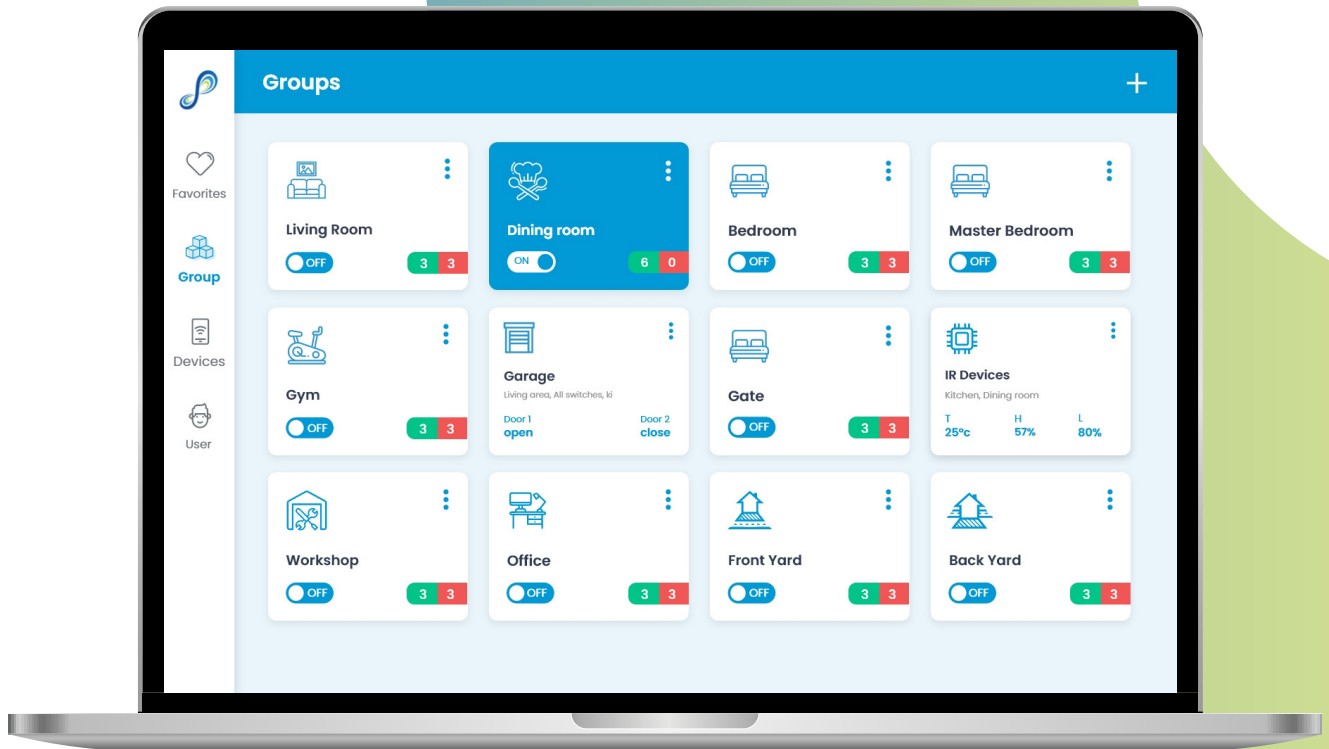 Groups
Favorites
Group
Devices
User
Living Room
OFF
3 3
Dining room
ON
6 0
Bedroom
OFF
3 3
Master Bedroom
OFF
3 3
Gym
OFF
3 3
Garage
Living area, All switches, ki
Door 1 Door 2
open close
Gate
OFF
3 3
IR Devices
Kitchen, Dining room
T H L
25°c 57% 80%
Workshop
OFF
3 3
Office
OFF
3 3
Front Yard
OFF
3 3
Back Yard
OFF
3 3